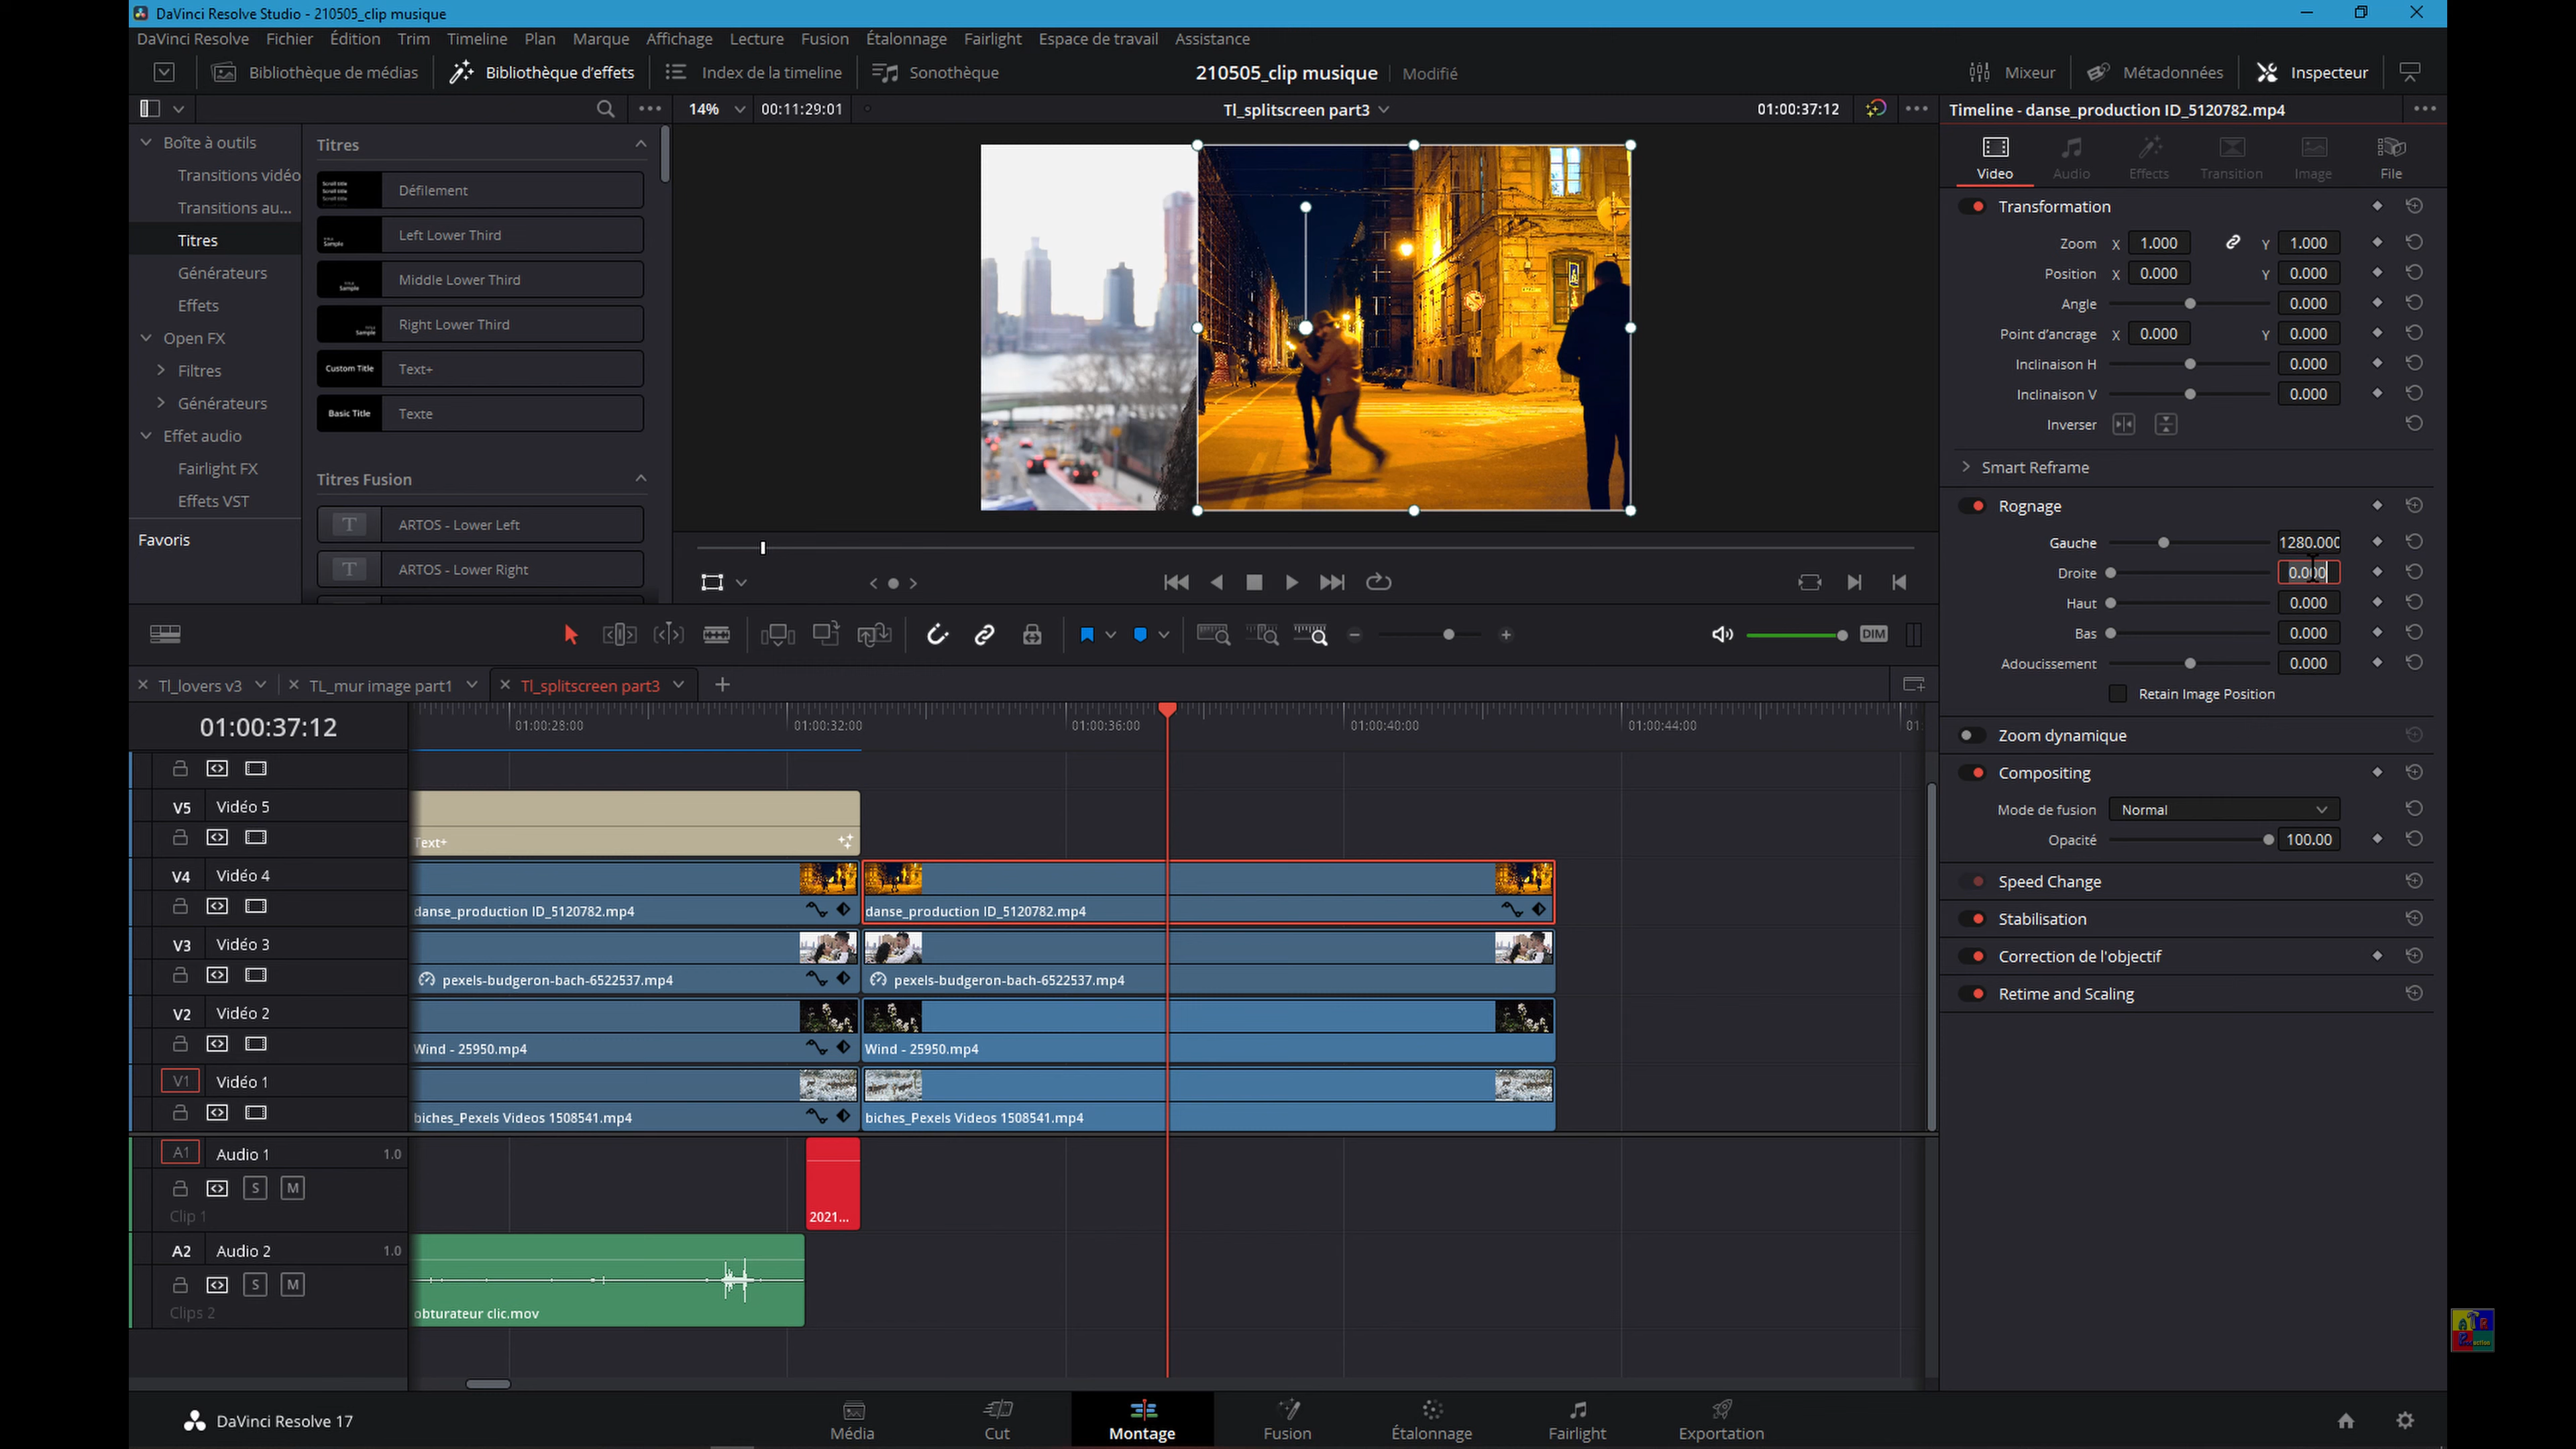 DaVinci Resolve Studio - 210505_clip musique
DaVinci Resolve Fichier Édition Trim Timeline Plan Marque Affichage Lecture Fusion Étalonnage Fairlight Espace de travail Assistance
Bibliothèque de médias Bibliothèque d'effets Index de la timeline Sonothèque 210505_clip musique Modifié Mixeur Métadonnées Inspecteur
14% 00:11:29:01 Tl_splitscreen part3 01:00:37:12 Timeline - danse_production ID_5120782.mp4
Boîte à outils
Transitions vidéo
Transitions au...
Titres
Générateurs
Effets
Open FX
Filtres
Générateurs
Effet audio
Fairlight FX
Effets VST
Favoris
Titres
Défilement
Left Lower Third
Sample
Middle Lower Third
Sample
Right Lower Third
Sample
Custom Title Text+
Basic Title Texte
Titres Fusion
T ARTOS - Lower Left
T ARTOS - Lower Right
Video Audio Effects Transition Image File
Transformation
Zoom X 1.000 Y 1.000
Position X 0.000 Y 0.000
Angle 0.000
Point d'ancrage X 0.000 Y 0.000
Inclinaison H 0.000
Inclinaison V 0.000
Inverser
Smart Reframe
Rognage
Gauche 1280.000
Droite 0.000
Haut 0.000
Bas 0.000
Adoucissement 0.000
Retain Image Position
Zoom dynamique
Compositing
Mode de fusion Normal
Opacité 100.00
Speed Change
Stabilisation
Correction de l'objectif
Retime and Scaling
DIM
Tl_lovers v3 TL_mur image part1 Tl_splitscreen part3
01:00:37:12 01:00:28:00 01:00:32:00 01:00:36:00 01:00:40:00 01:00:44:00 01:
V5 Vidéo 5
Text+
V4 Vidéo 4
danse_production ID_5120782.mp4 danse_production ID_5120782.mp4
V3 Vidéo 3
pexels-budgeron-bach-6522537.mp4 pexels-budgeron-bach-6522537.mp4
V2 Vidéo 2
Wind - 25950.mp4 Wind - 25950.mp4
V1 Vidéo 1
biches_Pexels Videos 1508541.mp4 biches_Pexels Videos 1508541.mp4
A1 Audio 1 1.0
S M
Clip 1 2021...
A2 Audio 2 1.0
S M
Clips 2 obturateur clic.mov
DaVinci Resolve 17 Média Cut Montage Fusion Étalonnage Fairlight Exportation